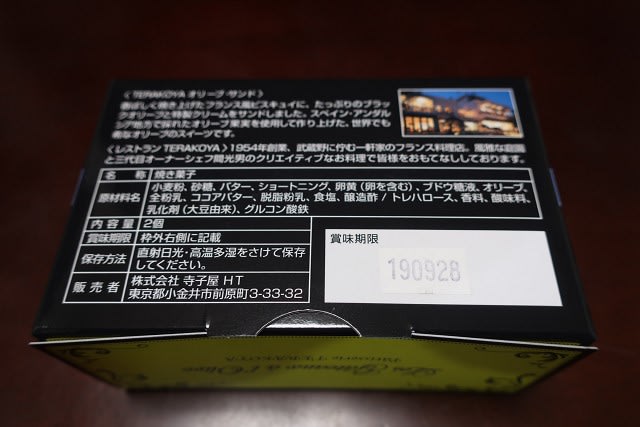 〈 TERAKOYA オリーブ サンド 〉
香ばしく焼き上げたフランス風ビスキュイに、たっぷりのブラッ
クオリーブと特製クリームをサンドしました。スペイン・アンダル
シア地方で採れたオリーブ果実を使用して作り上げた、世界でも
希なオリーブのスイーツです。
〈レストラン TERAKOYA〉1954年創業、武蔵野に佇む一軒家のフランス料理店。風雅な庭園
と三代目オーナーシェフ間光男のクリエイティブなお料理で皆様をおもてなししております。
名 称 焼き菓子
原材料名 小麦粉、砂糖、バター、ショートニング、卵黄（卵を含む）、ブドウ糖液、オリーブ、
全粉乳、ココアバター、脱脂粉乳、食塩、醸造酢 / トレハロース、香料、酸味料、
乳化剤（大豆由来）、グルコン酸鉄
内 容 量 2個
賞味期限 枠外右側に記載
保存方法 直射日光・高温多湿をさけて保存
してください。
販 売 者 株式会社 寺子屋 HT
東京都小金井市前原町3-33-32
賞味期限
190928
Pâtisserie TERAKOYA
Les Gâteaux à l'Olive